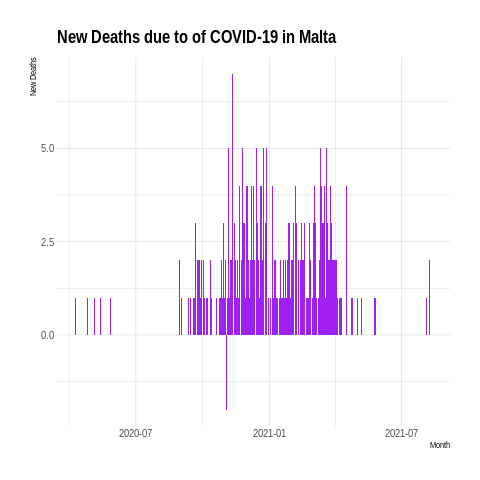 New Deaths due to of COVID-19 in Malta
New Deaths
5.0
2.5
0.0
2020-07 2021-01 2021-07
Month